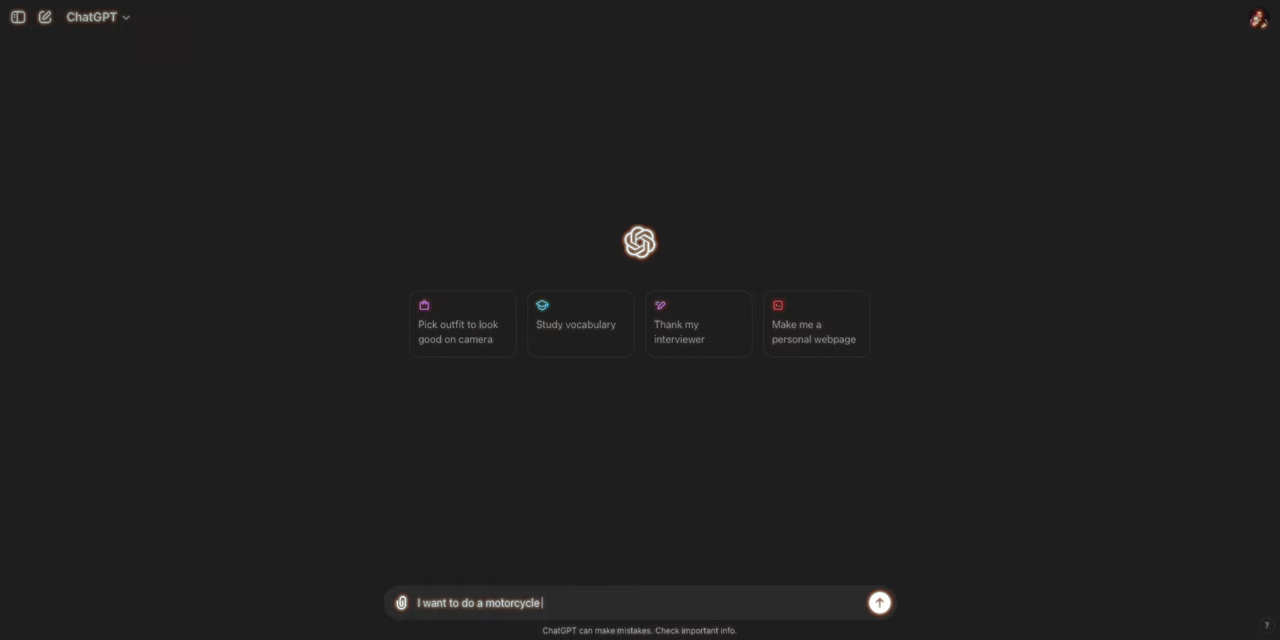 ChatGPT
Pick outfit to look
good on camera
Study vocabulary
Thank my
interviewer
Make me a
personal webpage
I want to do a motorcycle
ChatGPT can make mistakes. Check important info.
?